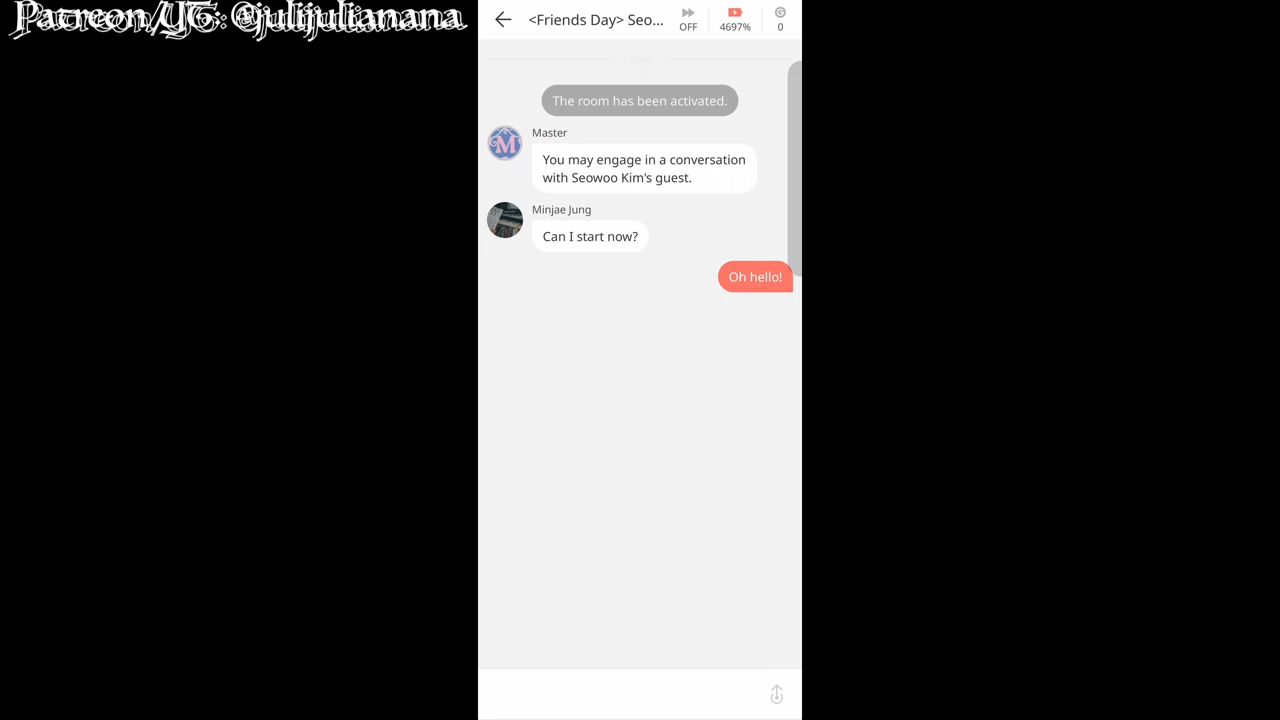 Patreon/YT: @julijulianana
<Friends Day> Seo...
OFF
4697%
0
Save
The room has been activated.
Master
You may engage in a conversation
with Seowoo Kim's guest.
Minjae Jung
Can I start now?
Oh hello!